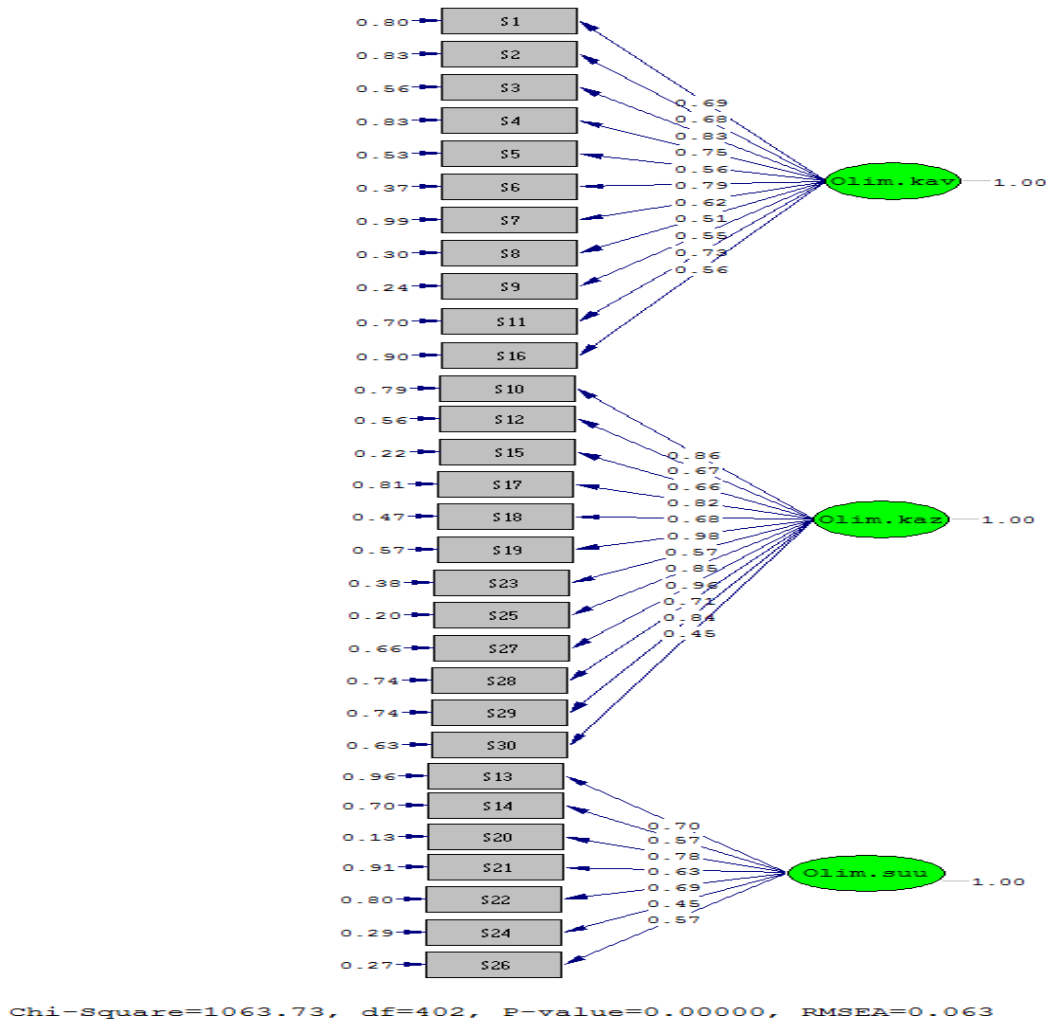 0.80 S1
0.83 S2
0.56 S3
0.83 S4
0.53 S5
0.37 S6
0.99 S7
0.30 S8
0.24 S9
0.70 S11
0.90 S16
0.69
0.68
0.83
0.75
0.56
0.79
0.62
0.51
0.55
0.73
0.56
Olim.kav 1.00
0.79 S10
0.56 S12
0.22 S15
0.81 S17
0.47 S18
0.57 S19
0.38 S23
0.20 S25
0.66 S27
0.74 S28
0.74 S29
0.63 S30
0.86
0.67
0.66
0.82
0.68
0.98
0.57
0.85
0.96
0.71
0.84
0.45
Olim.kaz 1.00
0.96 S13
0.70 S14
0.13 S20
0.91 S21
0.80 S22
0.29 S24
0.27 S26
0.70
0.57
0.78
0.63
0.69
0.45
0.57
Olim.suu 1.00
Chi-Square=1063.73, df=402, P-value=0.00000, RMSEA=0.063